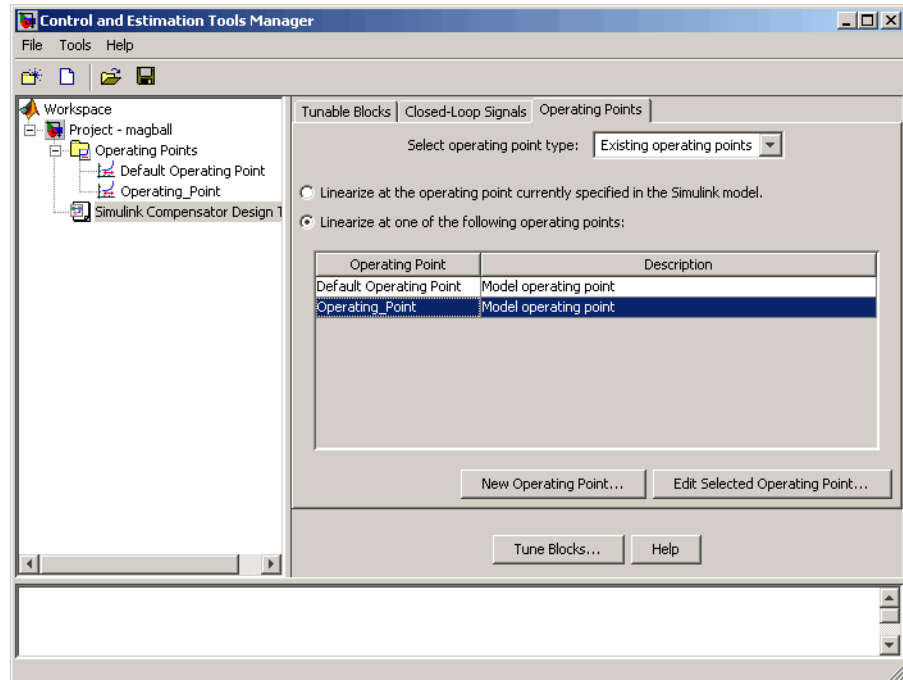 Control and Estimation Tools Manager
File Tools Help
Workspace
Project - magball
Operating Points
Default Operating Point
Operating_Point
Simulink Compensator Design T
Tunable Blocks Closed-Loop Signals Operating Points
Select operating point type: Existing operating points
Linearize at the operating point currently specified in the Simulink model.
Linearize at one of the following operating points:
Operating Point Description
Default Operating Point Model operating point
Operating_Point Model operating point
New Operating Point... Edit Selected Operating Point...
Tune Blocks... Help